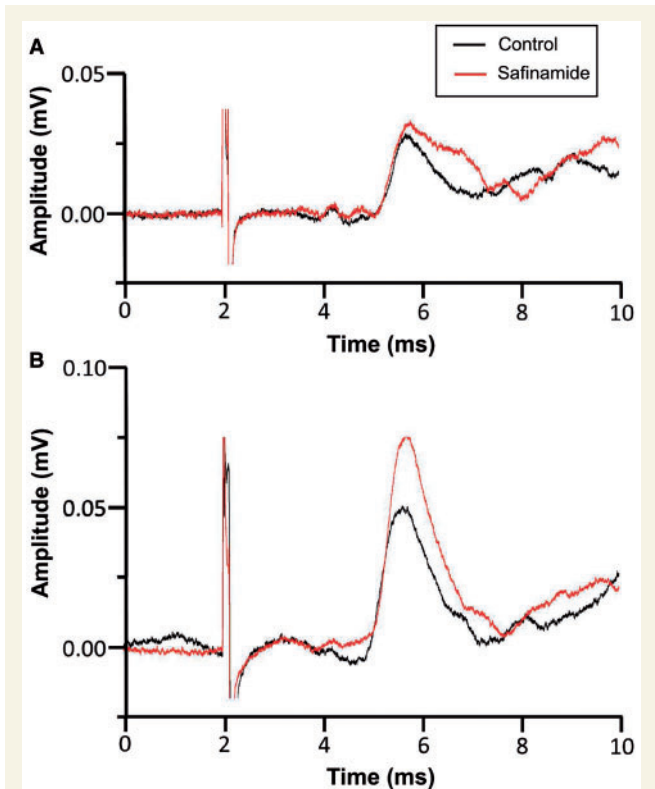 A
Control
Safinamide
0.05
0.00
Amplitude (mV)
0 2 4 6 8 10
Time (ms)
B
0.10
0.05
0.00
Amplitude (mV)
0 2 4 6 8 10
Time (ms)